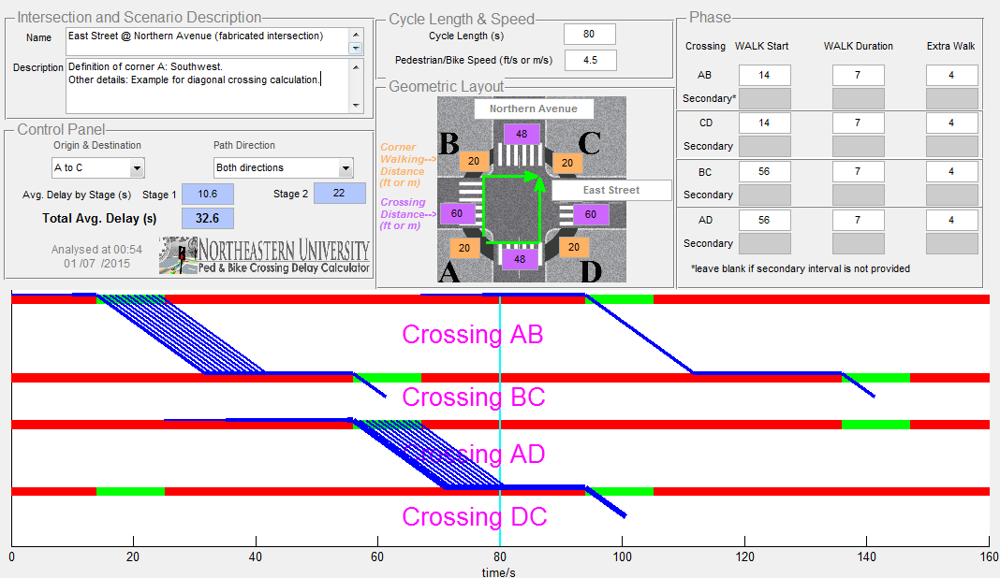 Intersection and Scenario Description
Name
East Street @ Northern Avenue (fabricated intersection)
Description
Definition of corner A: Southwest.
Other details: Example for diagonal crossing calculation.
Control Panel
Origin & Destination
Path Direction
A to C
Both directions
Avg. Delay by Stage (s)
Stage 1
10.6
Stage 2
22
Total Avg. Delay (s)
32.6
Analysed at 00:54
01 /07 /2015
NORTHEASTERN UNIVERSITY
Ped & Bike Crossing Delay Calculator
Cycle Length & Speed
Cycle Length (s)
80
Pedestrian/Bike Speed (ft/s or m/s)
4.5
Geometric Layout
Northern Avenue
B
48
C
Corner
Walking-->
Distance
(ft or m)
20
20
East Street
Crossing
Distance-->
(ft or m)
60
60
20
20
A
48
D
Phase
Crossing WALK Start WALK Duration Extra Walk
AB 14 7 4
Secondary*
CD 14 7 4
Secondary
BC 56 7 4
Secondary
AD 56 7 4
Secondary
*leave blank if secondary interval is not provided
Crossing AB
Crossing BC
Crossing AD
Crossing DC
0 20 40 60 80 100 120 140 160
time/s